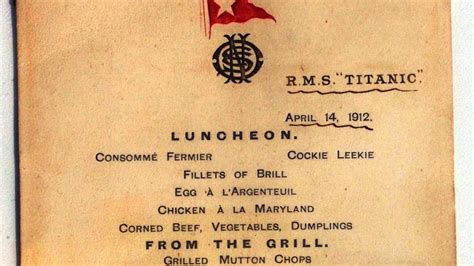 R.M.S. "TITANIC".
APRIL 14, 1912.
LUNCHEON.
CONSOMMÉ FERMIER COCKIE LEEKIE
FILLETS OF BRILL
EGG À L'ARGENTEUIL
CHICKEN À LA MARYLAND
CORNED BEEF, VEGETABLES, DUMPLINGS
FROM THE GRILL.
GRILLED MUTTON CHOPS